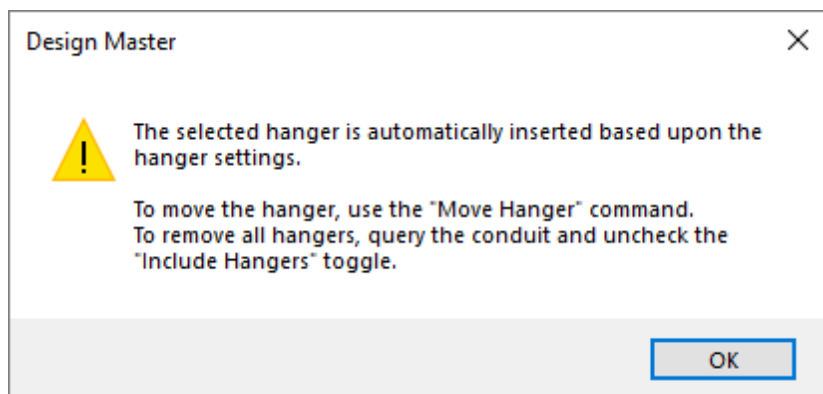 Design Master
The selected hanger is automatically inserted based upon the
hanger settings.
To move the hanger, use the "Move Hanger" command.
To remove all hangers, query the conduit and uncheck the
"Include Hangers" toggle.
OK